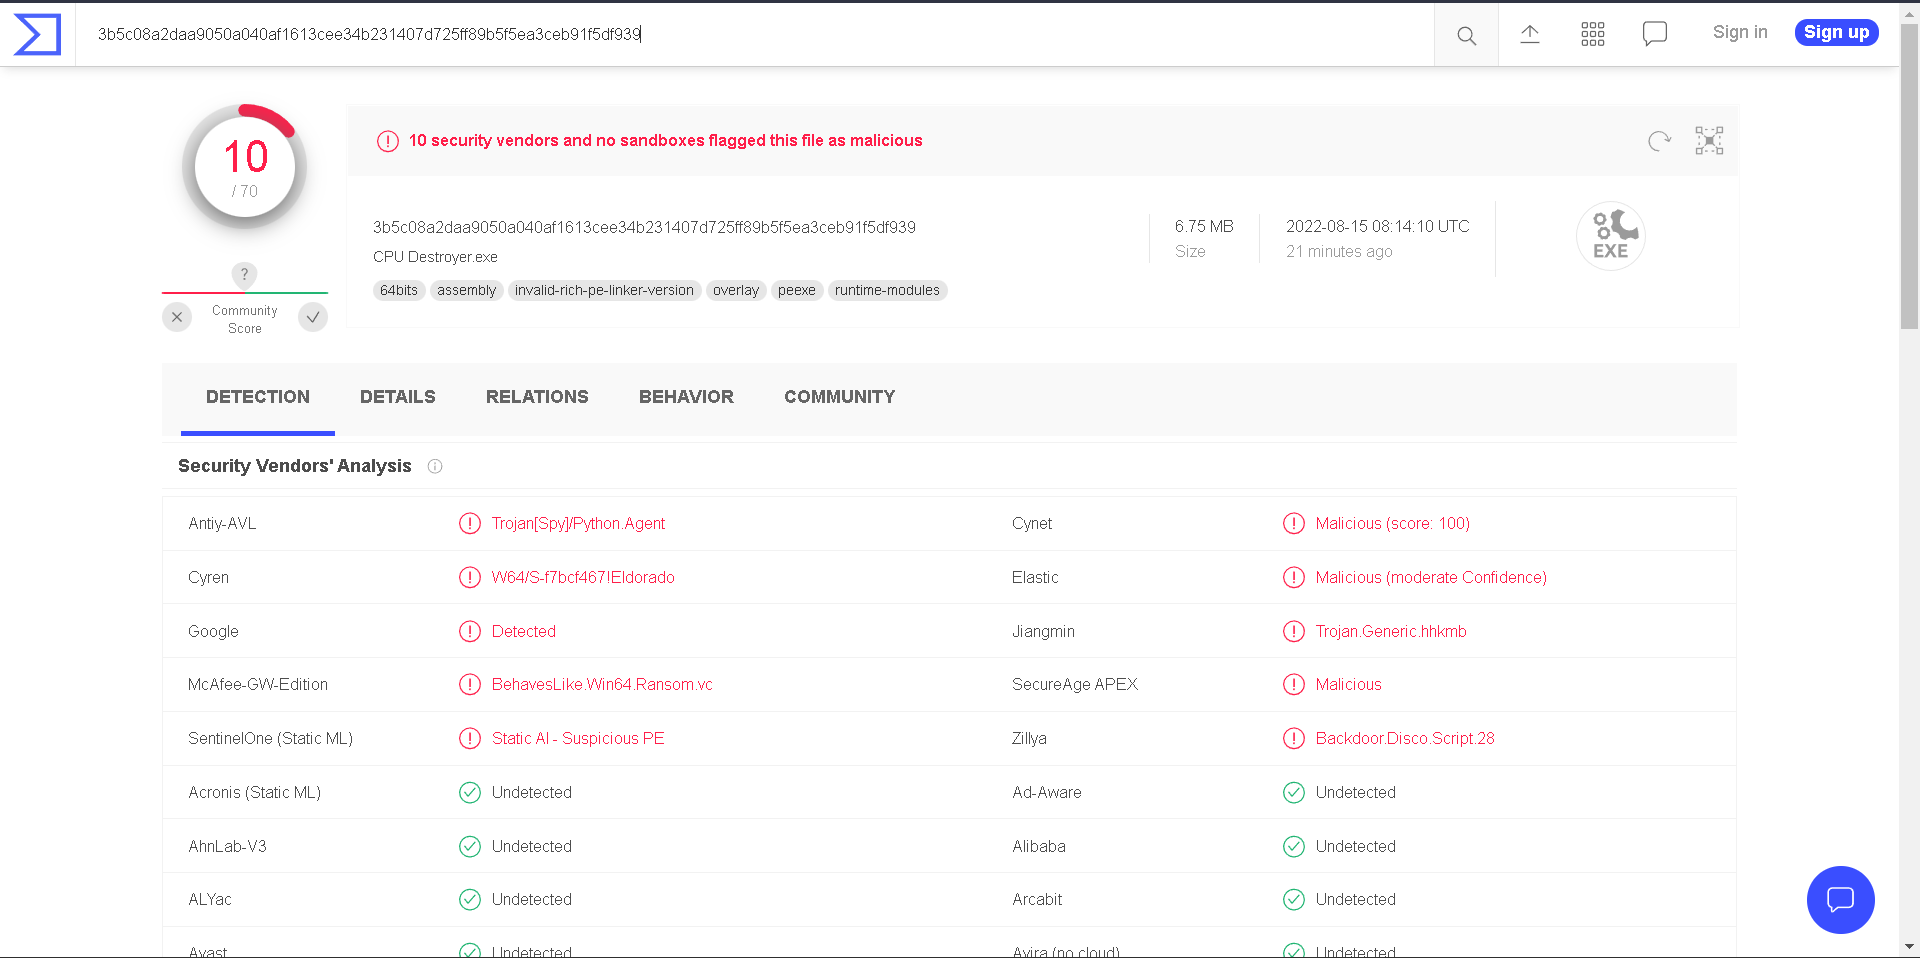 3b5c08a2daa9050a040af1613cee34b231407d725ff89b5f5ea3ceb91f5df939
Sign in
Sign up
10
/ 70
10 security vendors and no sandboxes flagged this file as malicious
3b5c08a2daa9050a040af1613cee34b231407d725ff89b5f5ea3ceb91f5df939
CPU Destroyer.exe
64bits assembly invalid-rich-pe-linker-version overlay peexe runtime-modules
6.75 MB
Size
2022-08-15 08:14:10 UTC
21 minutes ago
EXE
?
Community
Score
DETECTION DETAILS RELATIONS BEHAVIOR COMMUNITY
Security Vendors' Analysis
Antiy-AVL Trojan[Spy]/Python.Agent Cynet Malicious (score: 100)
Cyren W64/S-f7bcf467!Eldorado Elastic Malicious (moderate Confidence)
Google Detected Jiangmin Trojan.Generic.hhkmb
McAfee-GW-Edition BehavesLike.Win64.Ransom.vc SecureAge APEX Malicious
SentinelOne (Static ML) Static AI - Suspicious PE Zillya Backdoor.Disco.Script.28
Acronis (Static ML) Undetected Ad-Aware Undetected
AhnLab-V3 Undetected Alibaba Undetected
ALYac Undetected Arcabit Undetected
Avast Undetected Avira (no cloud) Undetected